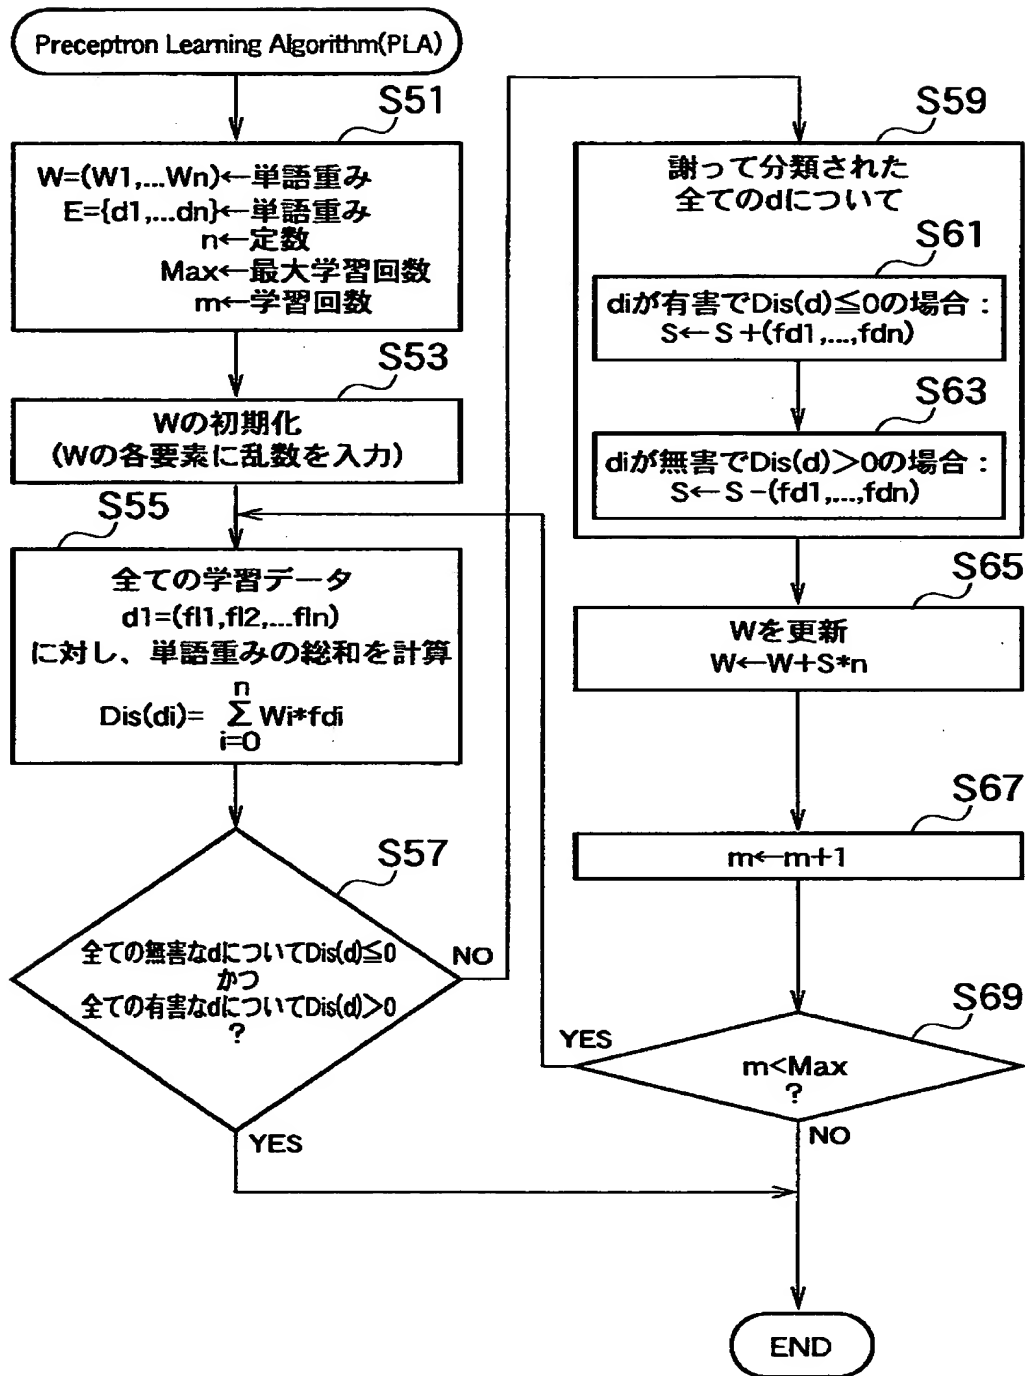 Preceptron Learning Algorithm(PLA)
S51
W=(W1,...Wn)←単語重み
E={d1,...dn}←単語重み
n←定数
Max←最大学習回数
m←学習回数
S53
Wの初期化
(Wの各要素に乱数を入力)
S55
全ての学習データ
d1=(fl1,fl2,...fln)
に対し、単語重みの総和を計算
Dis(di)= Σ Wi*fdi
n
i=0
S57
全ての無害なdについてDis(d)≦0
かつ
全ての有害なdについてDis(d)>0
?
NO
YES
S59
謝って分類された
全てのdについて
S61
diが有害でDis(d)≦0の場合:
S←S+(fd1,...,fdn)
S63
diが無害でDis(d)>0の場合:
S←S-(fd1,...,fdn)
S65
Wを更新
W←W+S*n
S67
m←m+1
S69
m<Max
?
YES
NO
END